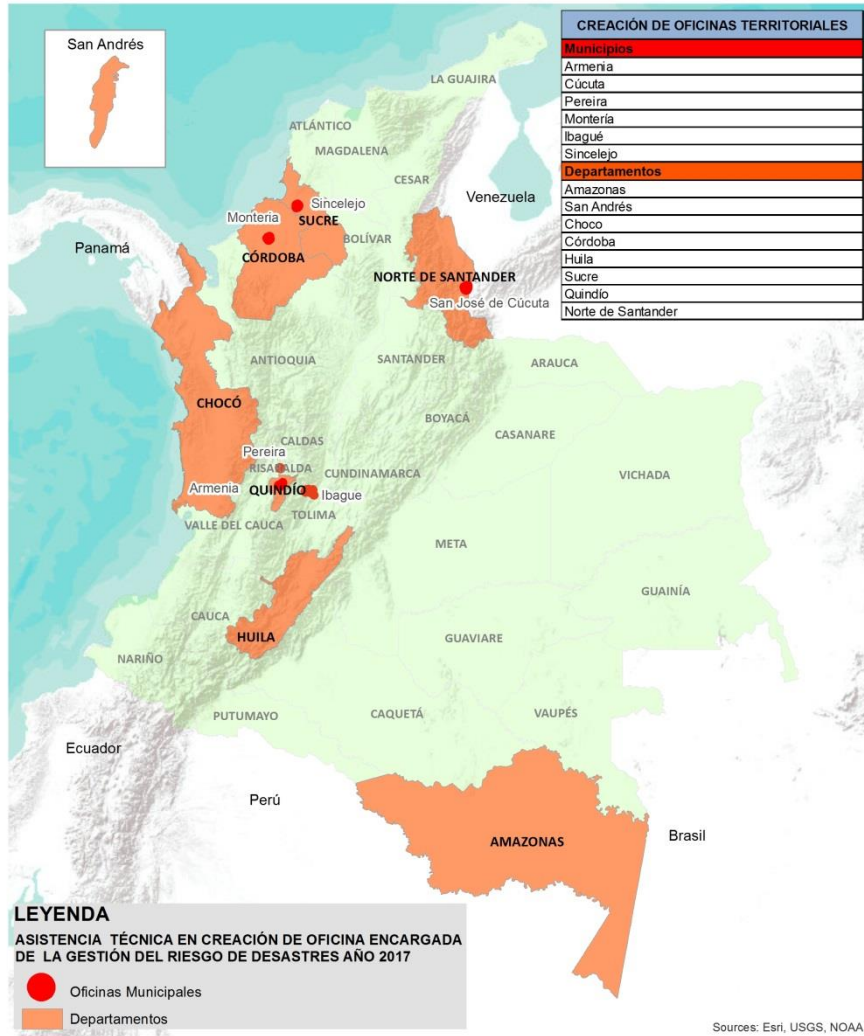 San Andrés
CREACIÓN DE OFICINAS TERRITORIALES
Municipios
Armenia
Cúcuta
Pereira
Montería
Ibagué
Sincelejo
Departamentos
Amazonas
San Andrés
Choco
Córdoba
Huila
Sucre
Quindío
Norte de Santander
LA GUAJIRA
ATLÁNTICO
MAGDALENA
CESAR
Venezuela
Sincelejo
Monteria
SUCRE
Panamá
BOLÍVAR
CÓRDOBA
NORTE DE SANTANDER
San José de Cúcuta
ANTIOQUIA
SANTANDER
ARAUCA
CHOCÓ
BOYACÁ
CASANARE
CALDAS
Pereira
RISARALDA
CUNDINAMARCA
VICHADA
Armenia
QUINDÍO
Ibague
TOLIMA
VALLE DEL CAUCA
META
GUAINÍA
CAUCA
HUILA
GUAVIARE
NARIÑO
PUTUMAYO
CAQUETÁ
VAUPÉS
Ecuador
Perú
Brasil
AMAZONAS
LEYENDA
ASISTENCIA TÉCNICA EN CREACIÓN DE OFICINA ENCARGADA
DE LA GESTIÓN DEL RIESGO DE DESASTRES AÑO 2017
Oficinas Municipales
Departamentos
Sources: Esri, USGS, NOAA